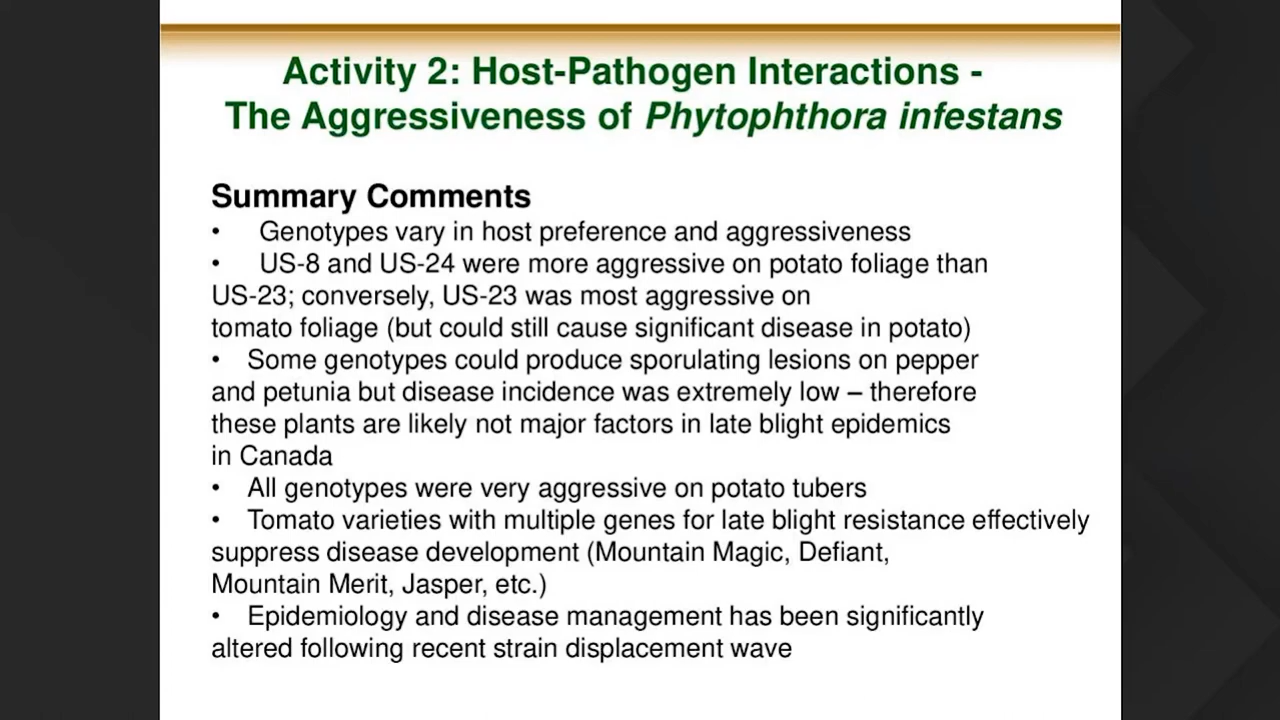 Activity 2: Host-Pathogen Interactions -
The Aggressiveness of Phytophthora infestans
Summary Comments
• Genotypes vary in host preference and aggressiveness
• US-8 and US-24 were more aggressive on potato foliage than
US-23; conversely, US-23 was most aggressive on
tomato foliage (but could still cause significant disease in potato)
• Some genotypes could produce sporulating lesions on pepper
and petunia but disease incidence was extremely low – therefore
these plants are likely not major factors in late blight epidemics
in Canada
• All genotypes were very aggressive on potato tubers
• Tomato varieties with multiple genes for late blight resistance effectively
suppress disease development (Mountain Magic, Defiant,
Mountain Merit, Jasper, etc.)
• Epidemiology and disease management has been significantly
altered following recent strain displacement wave